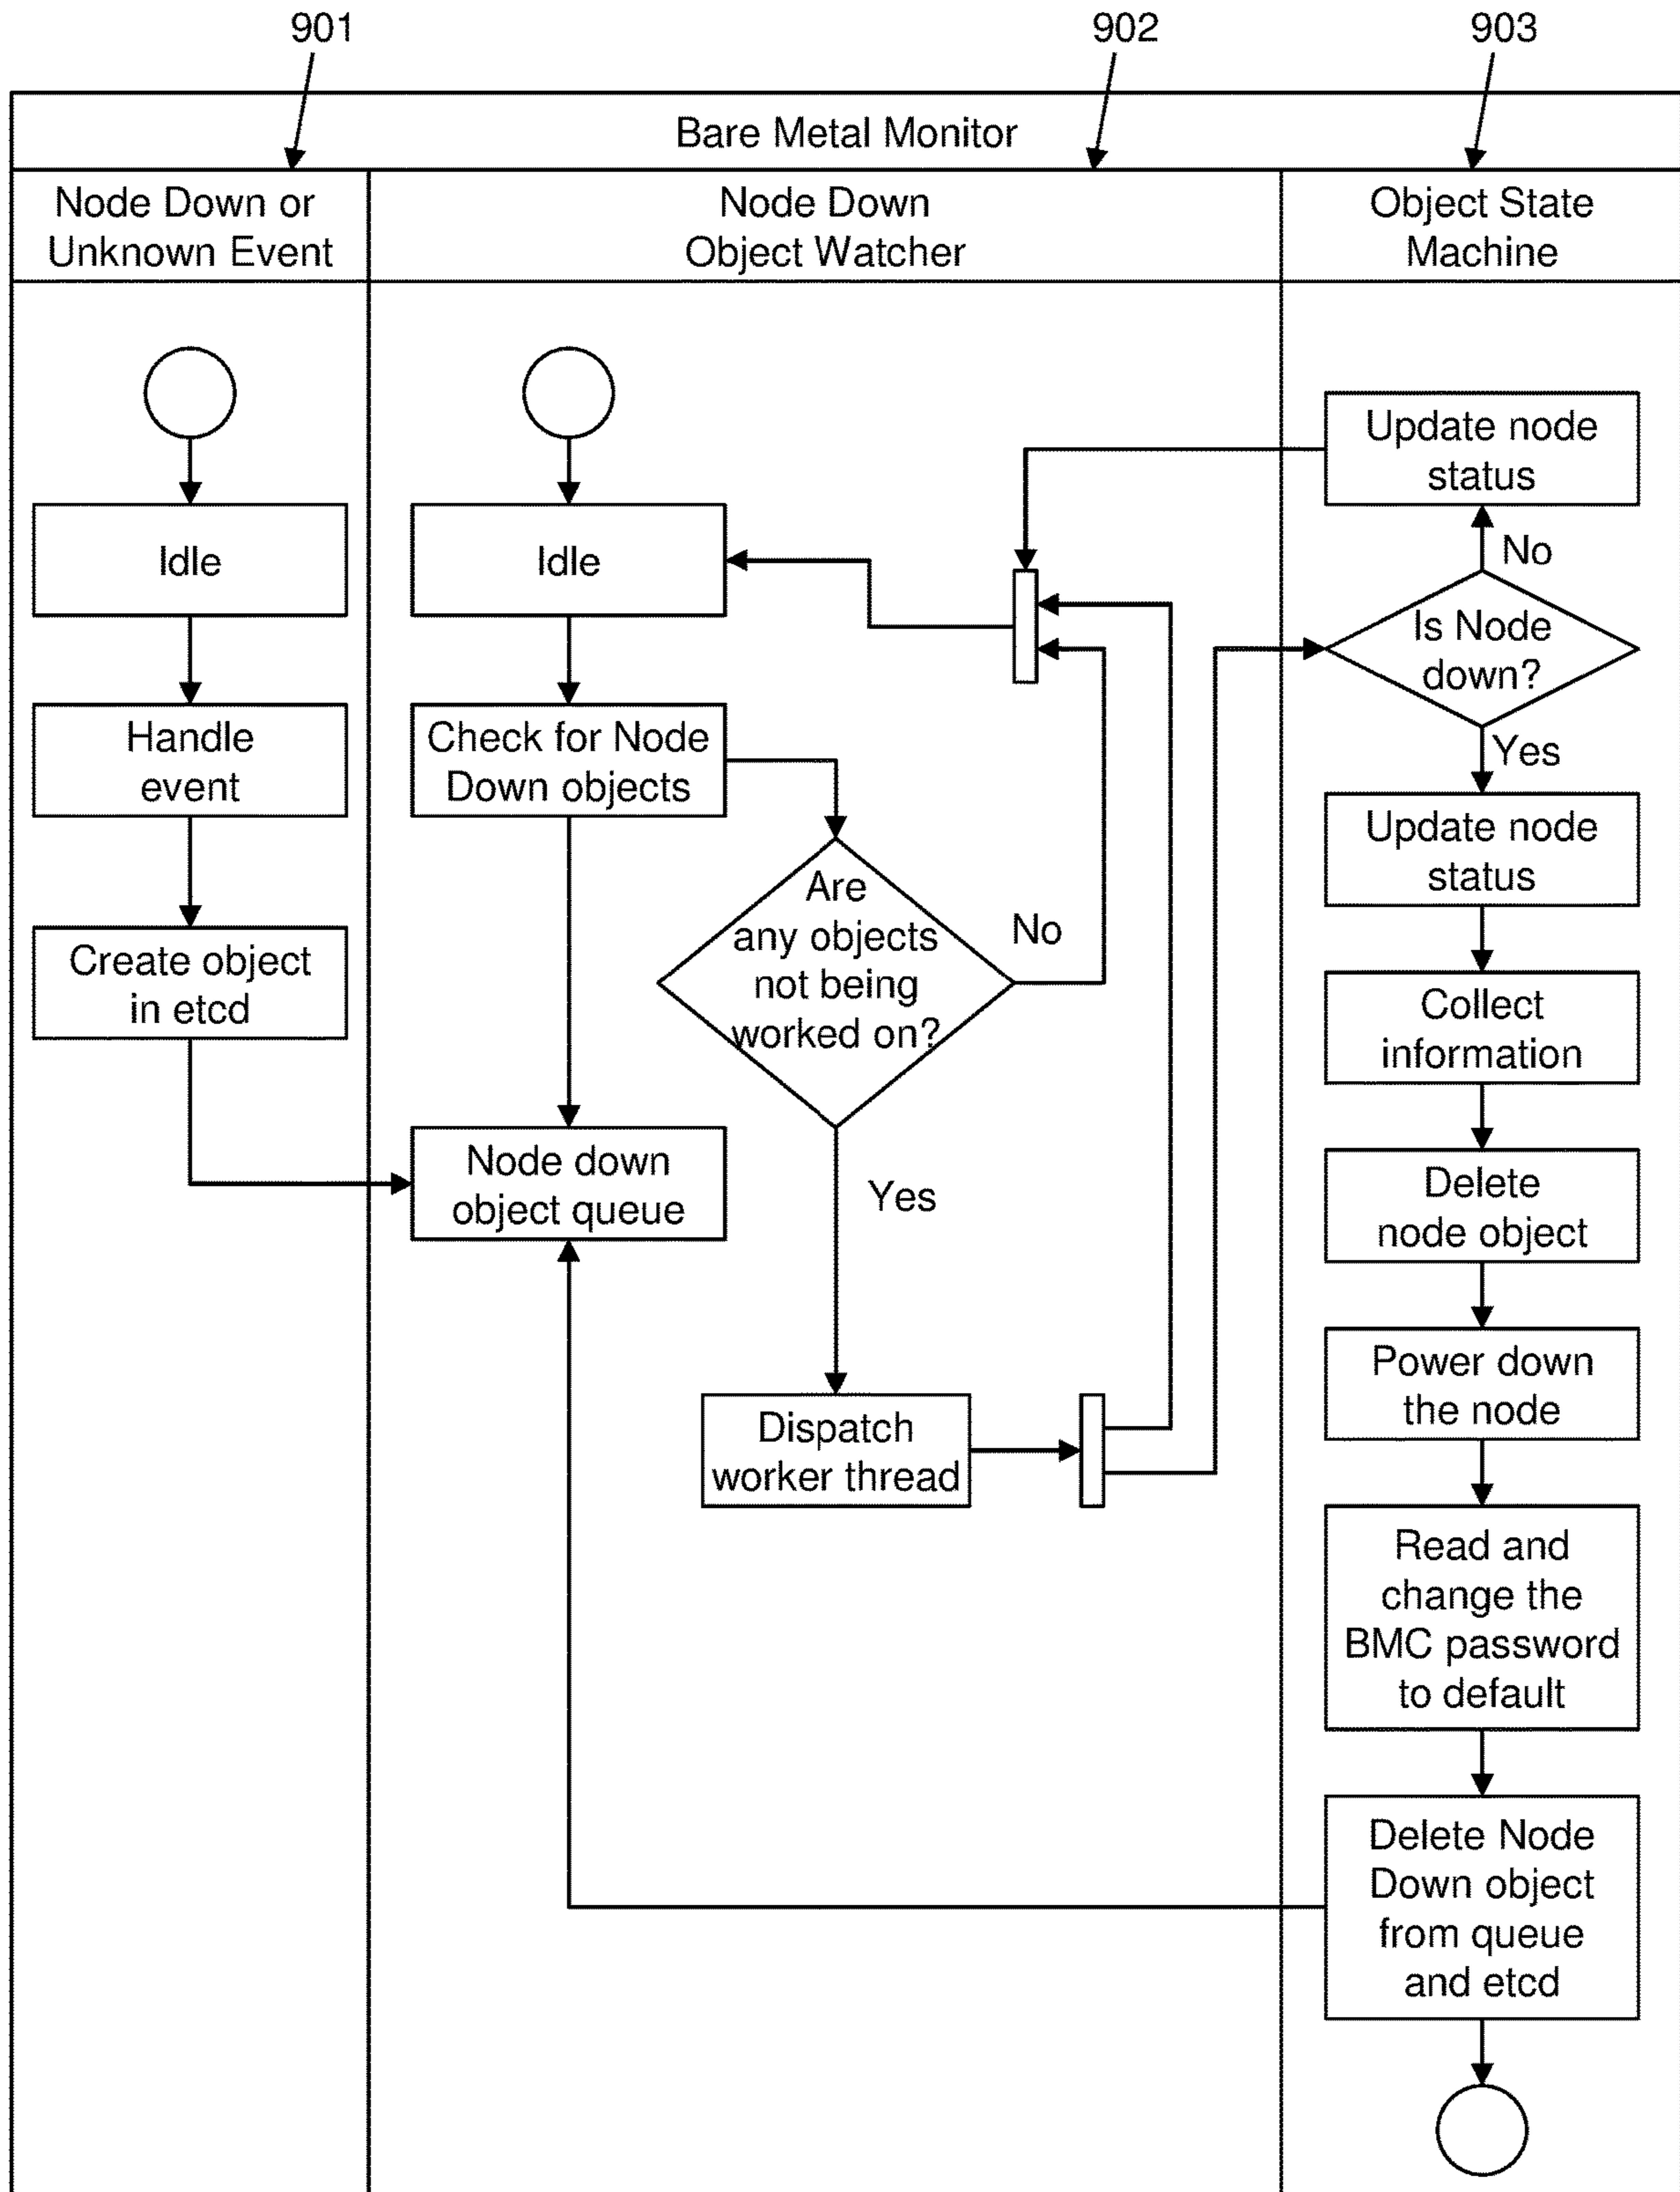 901
902
903
Bare Metal Monitor
Node Down or
Unknown Event
Node Down
Object Watcher
Object State
Machine
Idle
Handle
event
Create object
in etcd
Idle
Check for Node
Down objects
Are
any objects
not being
worked on?
No
Yes
Node down
object queue
Dispatch
worker thread
Update node
status
No
Is Node
down?
Yes
Update node
status
Collect
information
Delete
node object
Power down
the node
Read and
change the
BMC password
to default
Delete Node
Down object
from queue
and etcd